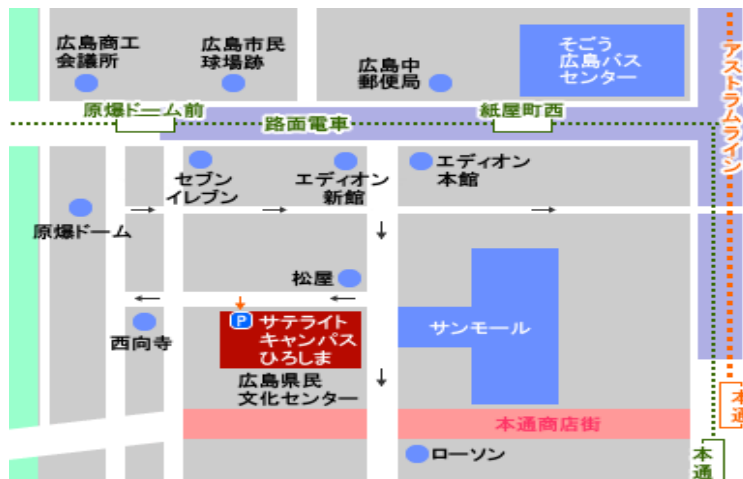 広島商工
会議所
広島市民
球場跡
広島中
郵便局
そごう
広島バス
センター
アストラムライン
原爆ドーム前
路面電車
紙屋町西
セブン
イレブン
エディオン
新館
エディオン
本館
原爆ドーム
松屋
西向寺
P
サテライト
キャンパス
ひろしま
サンモール
広島県民
文化センター
本通
本通商店街
ローソン
本通